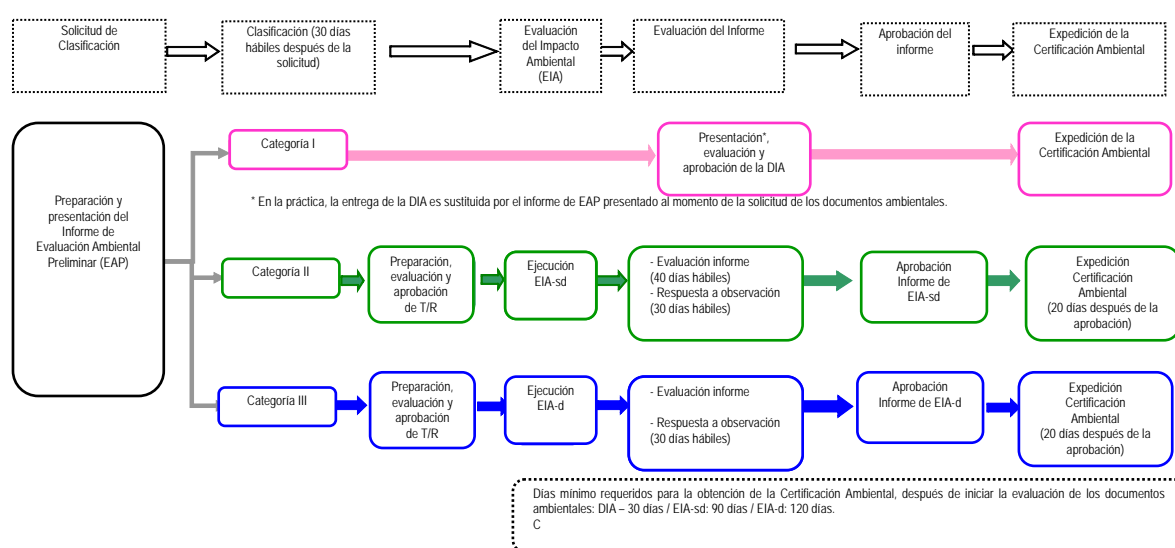 Solicitud de
Clasificación
Clasificación (30 días
hábiles después de la
solicitud)
Evaluación
del Impacto
Ambiental
(EIA)
Evaluación del Informe
Aprobación del
informe
Expedición de la
Certificación Ambiental
Preparación y
presentación del
Informe de
Evaluación Ambiental
Preliminar (EAP)
Categoría I
Presentación*,
evaluación y
aprobación de la DIA
Expedición de la
Certificación Ambiental
* En la práctica, la entrega de la DIA es sustituida por el informe de EAP presentado al momento de la solicitud de los documentos ambientales.
Categoría II
Preparación,
evaluación y
aprobación
de T/R
Ejecución
EIA-sd
- Evaluación informe
(40 días hábiles)
- Respuesta a observación
(30 días hábiles)
Aprobación
Informe de
EIA-sd
Expedición
Certificación
Ambiental
(20 días después de la
aprobación)
Categoría III
Preparación,
evaluación y
aprobación
de T/R
Ejecución
EIA-d
- Evaluación informe
- Respuesta a observación
(30 días hábiles)
Aprobación
Informe de EIA-d
Expedición
Certificación
Ambiental
(20 días después de la
aprobación)
Días mínimo requeridos para la obtención de la Certificación Ambiental, después de iniciar la evaluación de los documentos
ambientales: DIA – 30 días / EIA-sd: 90 días / EIA-d: 120 días.
C